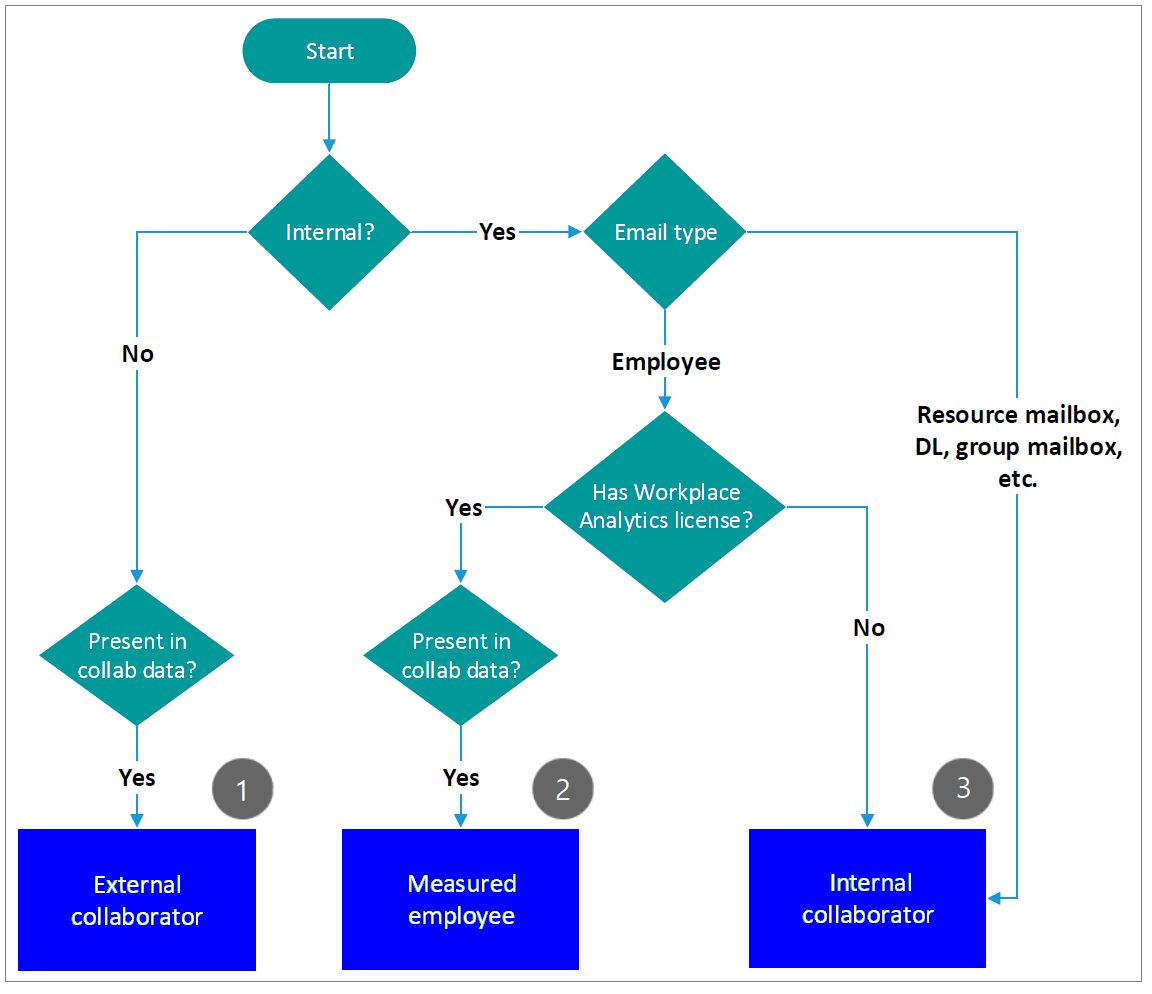 Start
Internal?
Yes
Email type
No
Employee
Resource mailbox,
DL, group mailbox,
etc.
Has Workplace
Analytics license?
Yes
No
Present in
collab data?
Present in
collab data?
Yes
1
Yes
2
3
External
collaborator
Measured
employee
Internal
collaborator